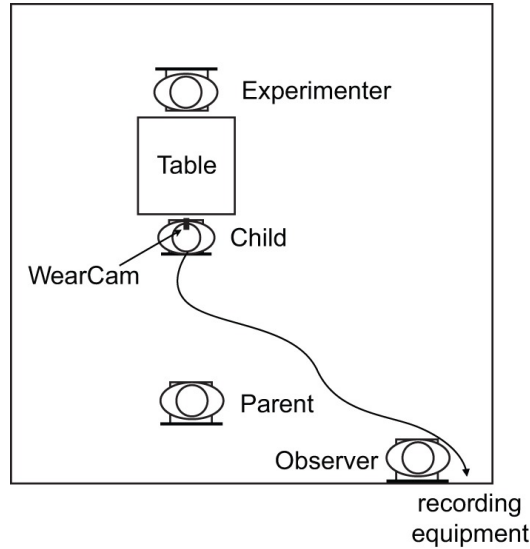 Experimenter
Table
Child
WearCam
Parent
Observer
recording
equipment